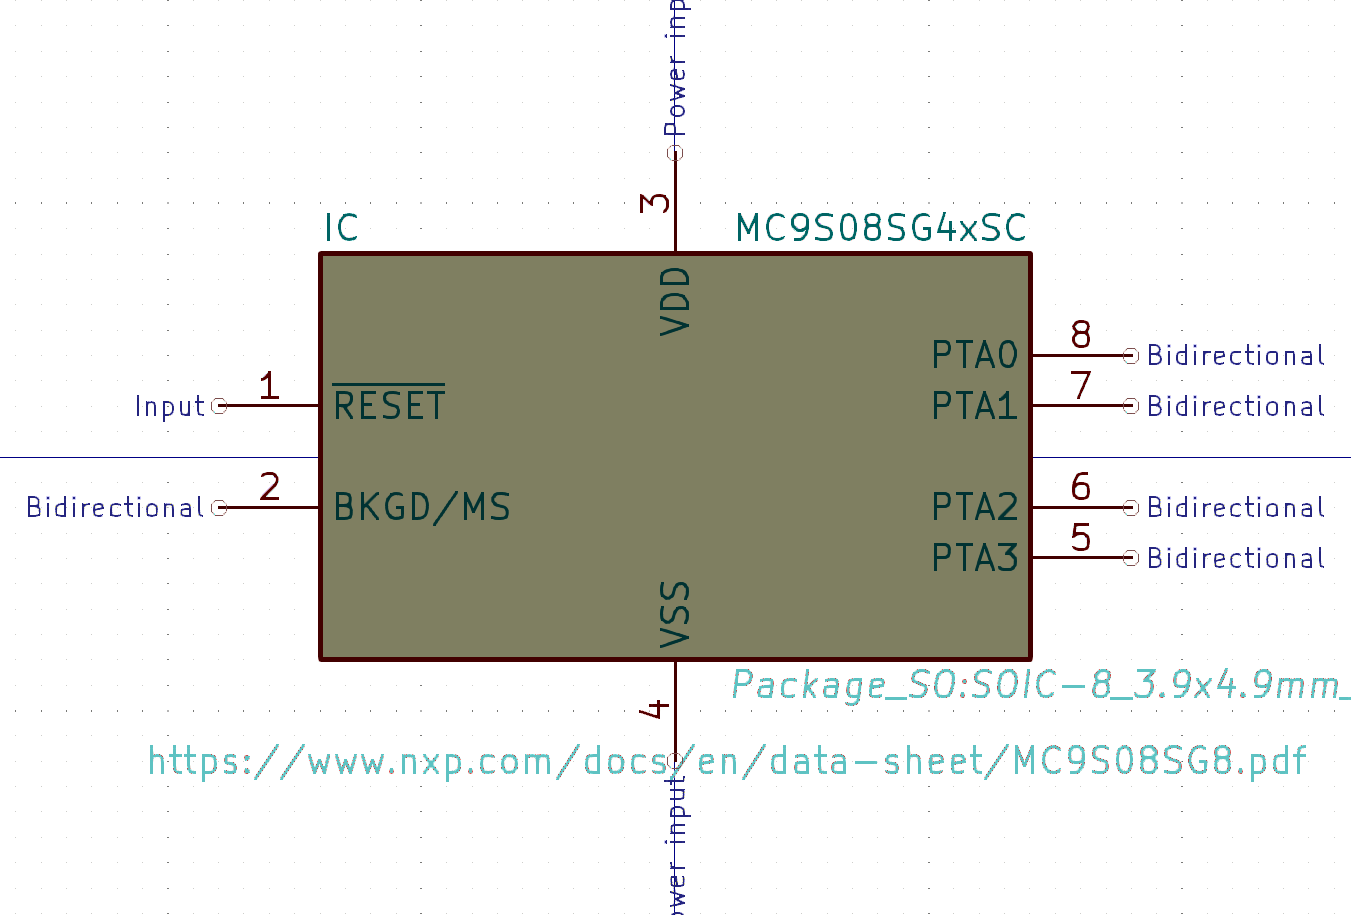 Power inp
3
IC
MC9S08SG4xSC
VDD
PTA0 8 Bidirectional
Input 1 RESET
PTA1 7 Bidirectional
Bidirectional 2 BKGD/MS
PTA2 6 Bidirectional
PTA3 5 Bidirectional
VSS
Package_SO:SOIC-8_3.9x4.9mm_
4
https://www.nxp.com/docs/en/data-sheet/MC9S08SG8.pdf
ower input